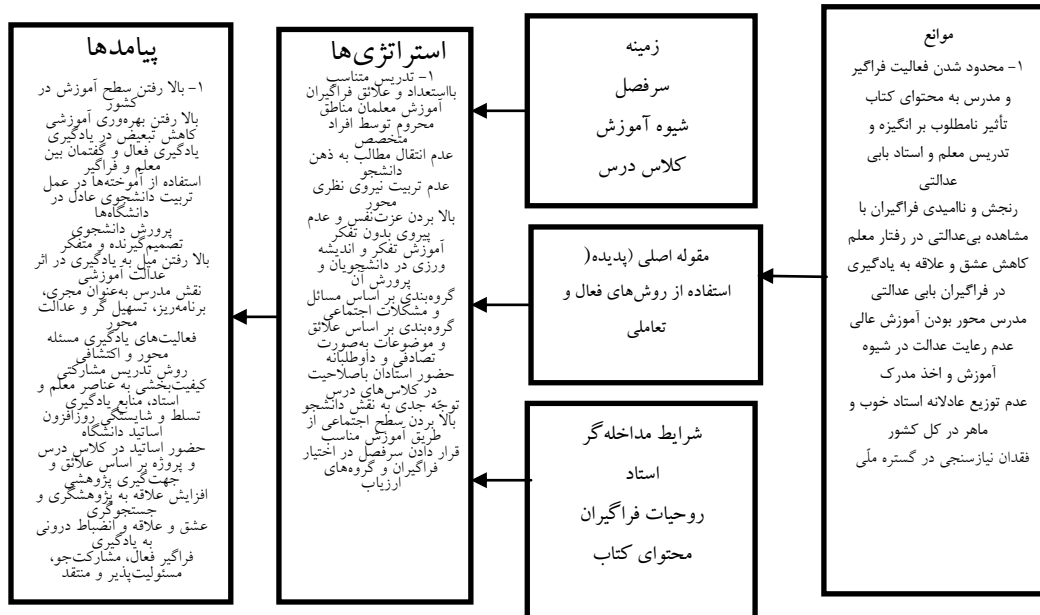 موانع
۱- محدود شدن فعالیت فراگیر
و مدرس به محتوای کتاب
تأثیر نامطلوب بر انگیزه و
تدریس معلم و استاد بابی
عدالتی
رنجش و ناامیدی فراگیران با
مشاهده بی‌عدالتی در رفتار معلم
کاهش عشق و علاقه به یادگیری
در فراگیران بابی عدالتی
مدرس محور بودن آموزش عالی
عدم رعایت عدالت در شیوه
آموزش و اخذ مدرک
عدم توزیع عادلانه استاد خوب و
ماهر در کل کشور
فقدان نیازسنجی در گستره ملّی
زمینه
سرفصل
شیوه آموزش
کلاس درس
مقوله اصلی (پدیده(
استفاده از روش‌های فعال و
تعاملی
شرایط مداخله‌گر
استاد
روحیات فراگیران
محتوای کتاب
استراتژی‌ها
۱- تدریس متناسب
بااستعداد و علائق فراگیران
آموزش معلمان مناطق
محروم توسط افراد
متخصص
عدم انتقال مطالب به ذهن
دانشجو
عدم تربیت نیروی نظری
محور
بالا بردن عزت‌نفس و عدم
پیروی بدون تفکر
آموزش تفکر و اندیشه
ورزی در دانشجویان و
پرورش آن
گروه‌بندی بر اساس مسائل
و مشکلات اجتماعی
گروه‌بندی بر اساس علائق
و موضوعات به‌صورت
تصادفی و داوطلبانه
حضور استادان باصلاحیت
در کلاس‌های درس
توجّه جدی به نقش دانشجو
بالا بردن سطح اجتماعی از
طریق آموزش مناسب
قرار دادن سرفصل در اختیار
فراگیران و گروه‌های
ارزیاب
پیامدها
۱- بالا رفتن سطح آموزش در
کشور
بالا رفتن بهره‌وری آموزشی
کاهش تبعیض در یادگیری
یادگیری فعال و گفتمان بین
معلم و فراگیر
استفاده از آموخته‌ها در عمل
تربیت دانشجوی عادل در
دانشگاه‌ها
پرورش دانشجوی
تصمیم‌گیرنده و متفکر
بالا رفتن میل به یادگیری در اثر
عدالت آموزشی
نقش مدرس به‌عنوان مجری،
برنامه‌ریز، تسهیل گر و عدالت
محور
فعالیت‌های یادگیری مسئله
محور و اکتشافی
روش تدریس مشارکتی
کیفیت‌بخشی به عناصر معلم و
استاد، منابع یادگیری
تسلط و شایستگی روزافزون
اساتید دانشگاه
حضور اساتید در کلاس درس
و پروژه بر اساس علائق و
جهت‌گیری پژوهشی
افزایش علاقه به پژوهشگری و
جستجوگری
عشق و علاقه و انضباط درونی
به یادگیری
فراگیر فعال، مشارکت‌جو،
مسئولیت‌پذیر و منتقد